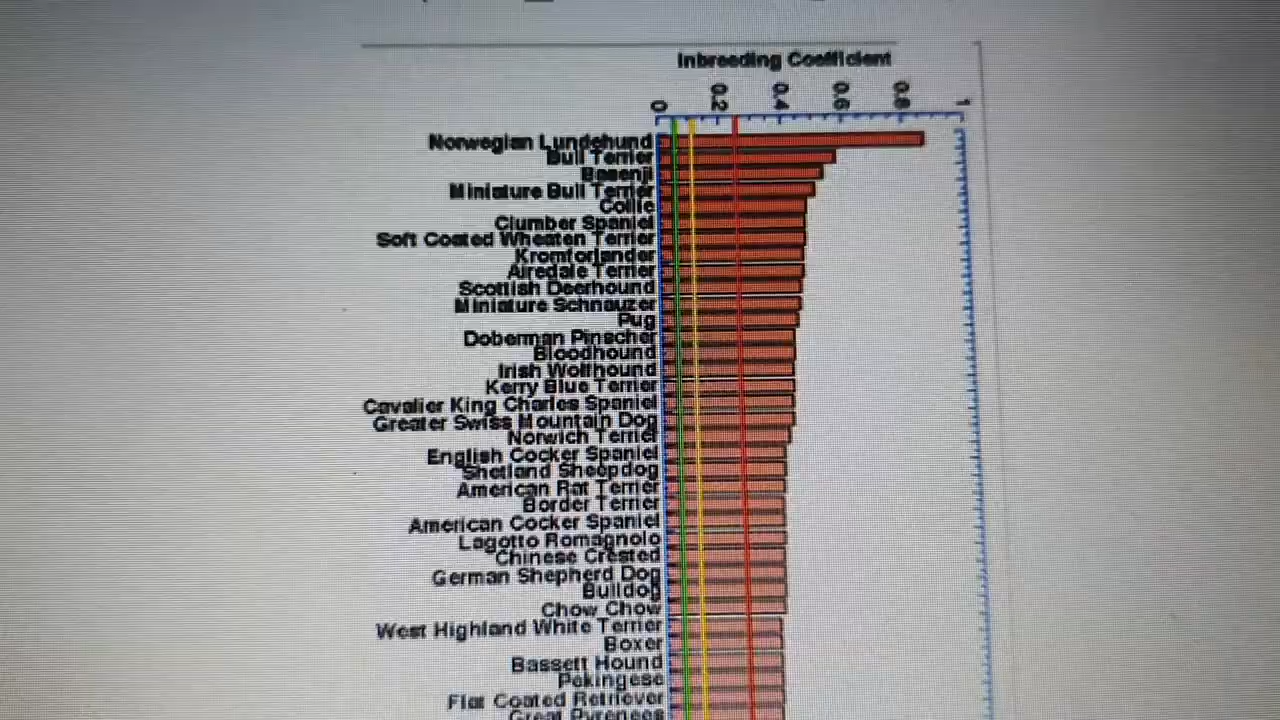 Inbreeding Coefficient
0 0.2 0.4 0.6 0.8 1
Norwegian Lundehund
Bull Terrier
Basenji
Miniature Bull Terrier
Collie
Clumber Spaniel
Soft Coated Wheaten Terrier
Kromforlander
Airedale Terrier
Scottish Deerhound
Miniature Schnauzer
Pug
Doberman Pinscher
Bloodhound
Irish Wolfhound
Kerry Blue Terrier
Cavalier King Charles Spaniel
Greater Swiss Mountain Dog
Norwich Terrier
English Cocker Spaniel
Shetland Sheepdog
American Rat Terrier
Border Terrier
American Cocker Spaniel
Lagotto Romagnolo
Chinese Crested
German Shepherd Dog
Bulldog
Chow Chow
West Highland White Terrier
Boxer
Bassett Hound
Pekingese
Flat Coated Retriever
Great Pyrenees